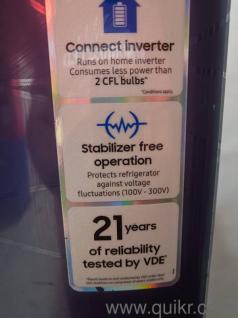 Connect inverter
Runs on home inverter
Consumes less power than
2 CFL bulbs*
*Conditions apply
Stabilizer free
operation
Protects refrigerator
against voltage
fluctuations (100V - 300V)
21 years
of reliability
tested by VDE*
www.quikr.c